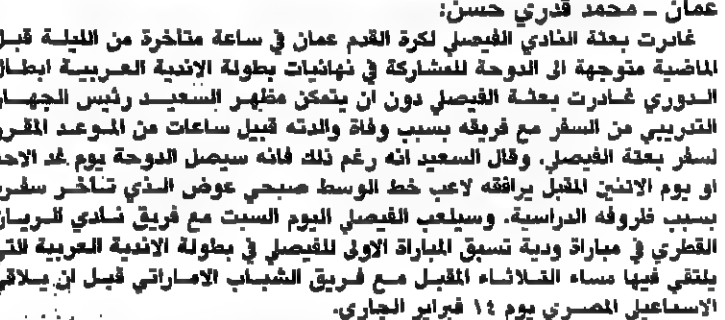 عمان ـ محمد قدري حسن:
غادرت بعثة النادي الفيصلي لكرة القدم عمان في ساعة متأخرة من الليلة قبل
الماضية متوجهة الى الدوحة للمشاركة في نهائيات بطولة الاندية العربية ابطال
الدوري غادرت بعثة الفيصلي دون ان يتمكن مظهر السعيد رئيس الجهاز
التدريبي من السفر مع فريقه بسبب وفاة والدته قبيل ساعات من الموعد المقرر
لسفر بعثة الفيصلي. وقال السعيد انه رغم ذلك فانه سيصل الدوحة يوم غد الاحد
او يوم الاثنين المقبل يرافقه لاعب خط الوسط صبحي عوض الذي تأخر سفره
بسبب ظروفه الدراسية. وسيلعب الفيصلي اليوم السبت مع فريق نادي الريان
القطري في مباراة ودية تسبق المباراة الاولى للفيصلي في بطولة الاندية العربية التي
يلتقي فيها مساء الثلاثاء المقبل مع فريق الشباب الاماراتي قبل ان يلاقي
الاسماعيلي المصري يوم ١٤ فبراير الجاري.